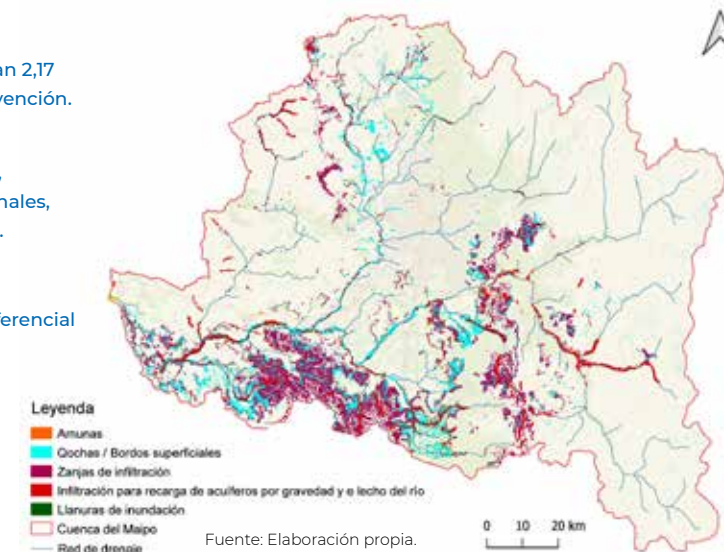 an 2,17
vención.
nales,
ferencial
Leyenda
Amunas
Qochas / Bordos superficiales
Zanjas de infiltración
Infiltración para recarga de acuíferos por gravedad y e lecho del río
Llanuras de inundación
Cuenca del Maipo
Red de drenaje
Fuente: Elaboración propia.
0 10 20 km